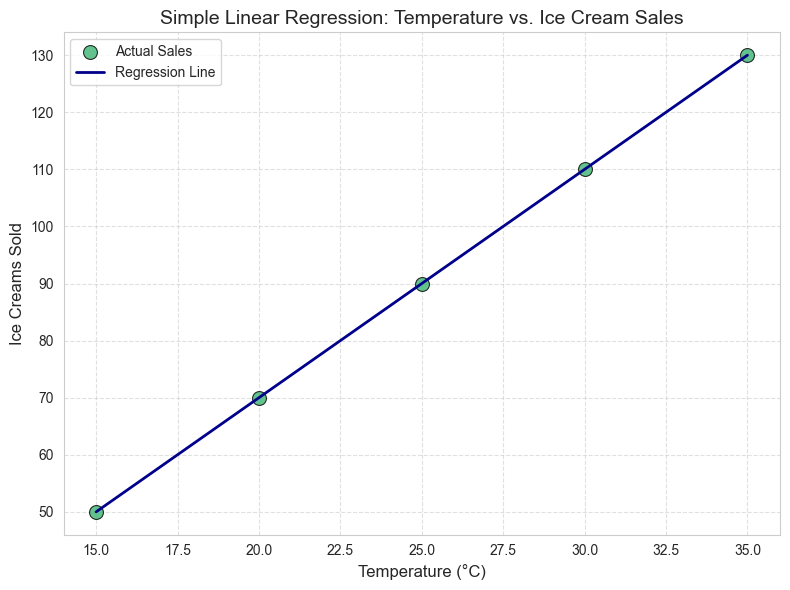 Simple Linear Regression: Temperature vs. Ice Cream Sales
Actual Sales
Regression Line
Ice Creams Sold
130
120
110
100
90
80
70
60
50
15.0 17.5 20.0 22.5 25.0 27.5 30.0 32.5 35.0
Temperature (°C)